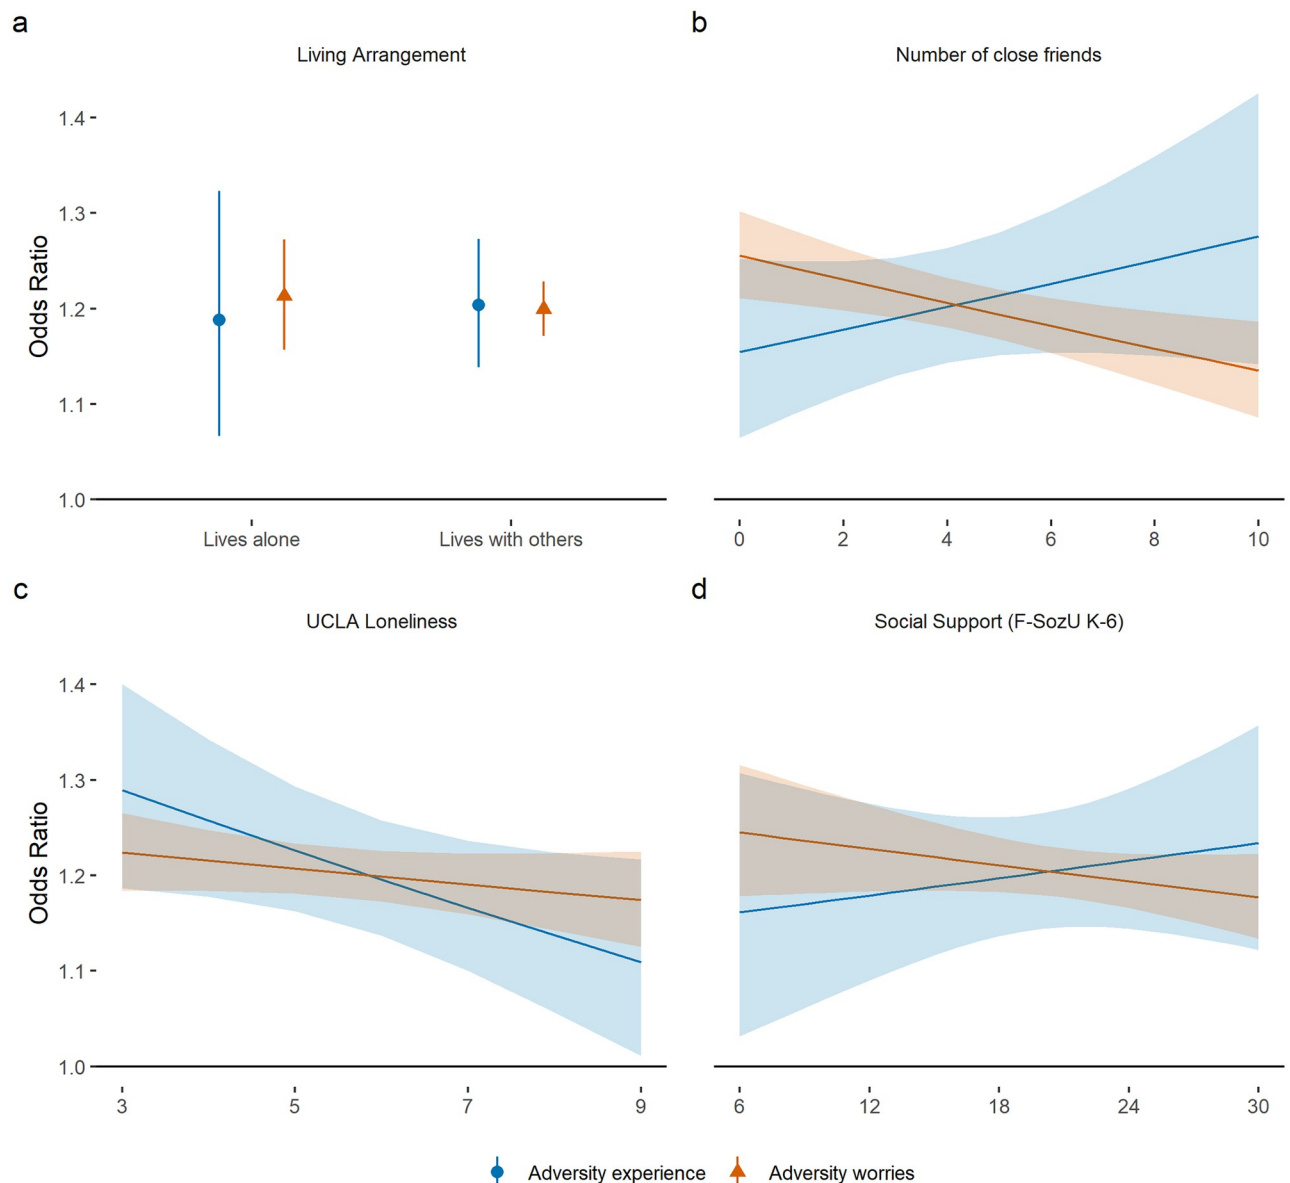 a
Living Arrangement
Odds Ratio
1.4
1.3
1.2
1.1
1.0
Lives alone Lives with others
b
Number of close friends
0 2 4 6 8 10
c
UCLA Loneliness
Odds Ratio
1.4
1.3
1.2
1.1
1.0
3 5 7 9
d
Social Support (F-SozU K-6)
6 12 18 24 30
Adversity experience Adversity worries